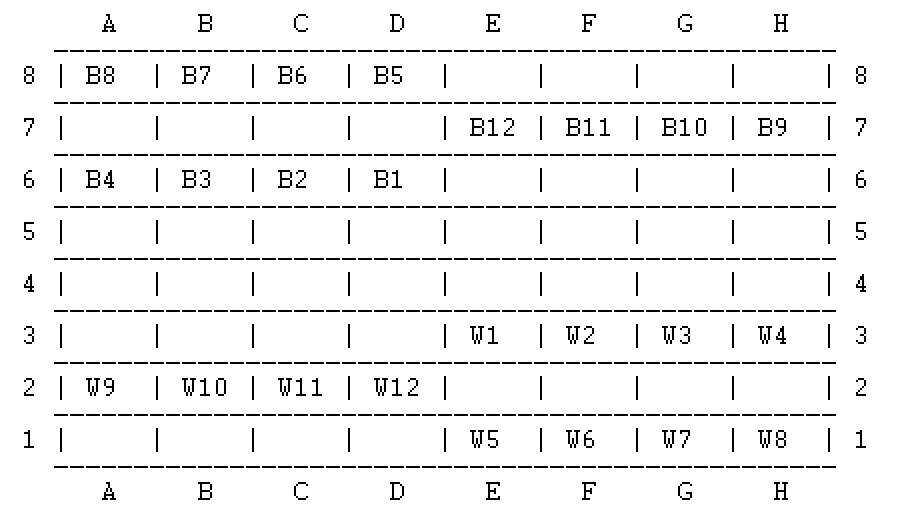 A B C D E F G H
8 | B8 | B7 | B6 | B5 | | | | | 8
7 | | | | | B12 | B11 | B10 | B9 | 7
6 | B4 | B3 | B2 | B1 | | | | | 6
5 | | | | | | | | | 5
4 | | | | | | | | | 4
3 | | | | | W1 | W2 | W3 | W4 | 3
2 | W9 | W10 | W11 | W12 | | | | | 2
1 | | | | | W5 | W6 | W7 | W8 | 1
A B C D E F G H